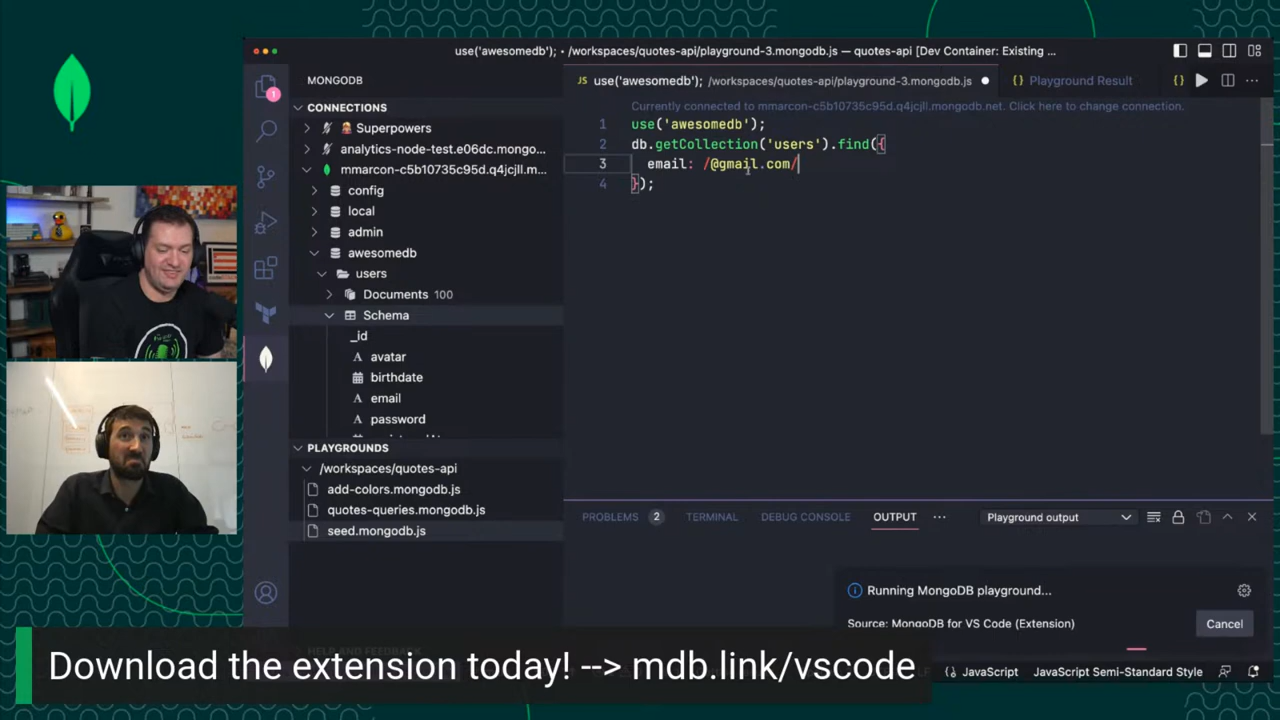 use('awesomedb'); • /workspaces/quotes-api/playground-3.mongodb.js — quotes-api [Dev Container: Existing ...
MONGODB
JS use('awesomedb'); /workspaces/quotes-api/playground-3.mongodb.js
Playground Result
1
CONNECTIONS
Superpowers
analytics-node-test.e06dc.mongo...
mmarcon-c5b10735c95d.q4jcjll.m...
config
local
admin
awesomedb
users
Documents 100
Schema
_id
avatar
birthdate
email
password
PLAYGROUNDS
/workspaces/quotes-api
add-colors.mongodb.js
quotes-queries.mongodb.js
seed.mongodb.js
Currently connected to mmarcon-c5b10735c95d.q4jcjll.mongodb.net. Click here to change connection.
1 use('awesomedb');
2 db.getCollection('users').find({
3 email: /@gmail.com/
4 });
PROBLEMS 2 TERMINAL DEBUG CONSOLE OUTPUT ... Playground output
Running MongoDB playground...
Source: MongoDB for VS Code (Extension)
Cancel
HELP AND FEEDBACK
Download the extension today! --> mdb.link/vscode
{} JavaScript JavaScript Semi-Standard Style